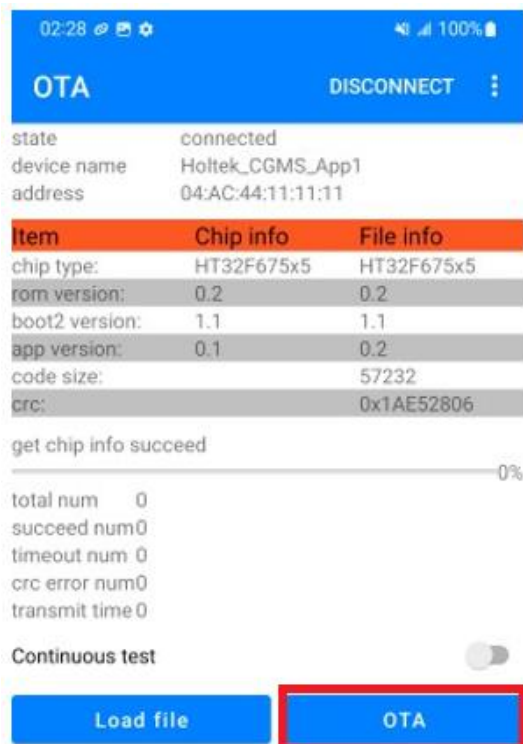 02:28 100%
OTA DISCONNECT
state connected
device name Holtek_CGMS_App1
address 04:AC:44:11:11:11
Item Chip info File info
chip type: HT32F675x5 HT32F675x5
rom version: 0.2 0.2
boot2 version: 1.1 1.1
app version: 0.1 0.2
code size: 57232
crc: 0x1AE52806
get chip info succeed
0%
total num 0
succeed num0
timeout num 0
crc error num0
transmit time 0
Continuous test
Load file OTA